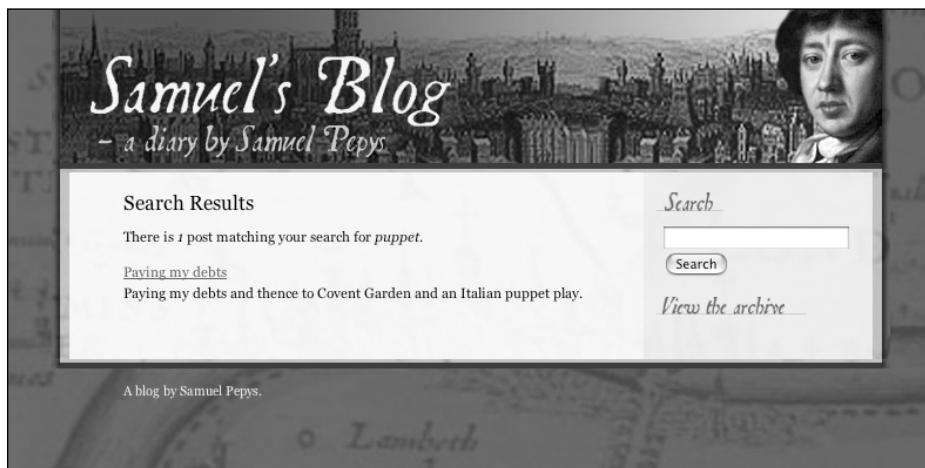 Samuel's Blog
– a diary by Samuel Pepys
Search Results
There is 1 post matching your search for puppet.
Paying my debts
Paying my debts and thence to Covent Garden and an Italian puppet play.
Search
Search
View the archive
A blog by Samuel Pepys.
Lambeth